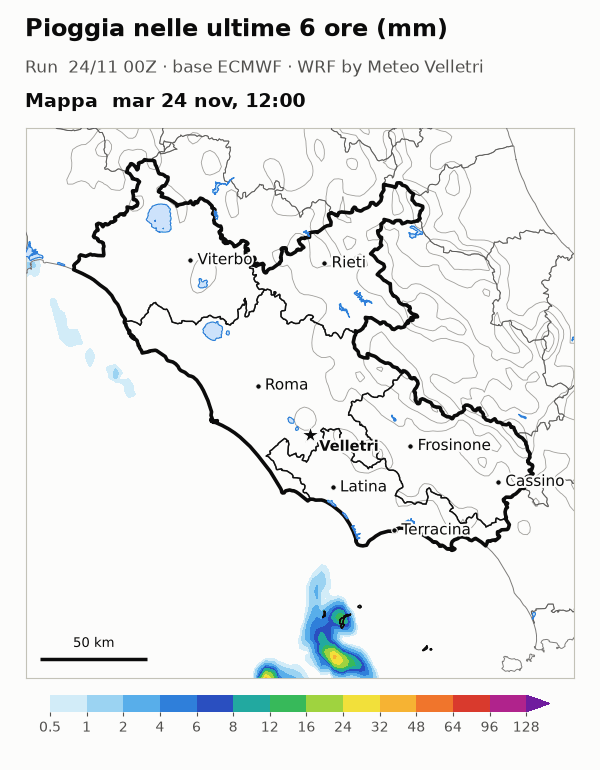 Pioggia nelle ultime 6 ore (mm)
Run  24/11 00Z · base ECMWF · WRF by Meteo Velletri
Mappa  mar 24 nov, 12:00
Viterbo
Rieti
Roma
Velletri
Frosinone
Cassino
Latina
Terracina
50 km
0.5 1 2 4 6 8 12 16 24 32 48 64 96 128